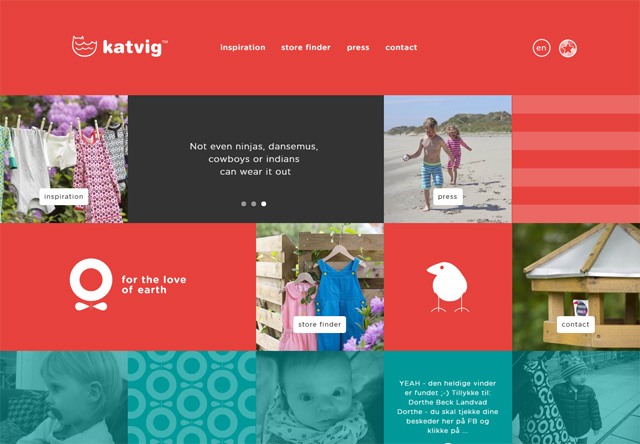 katvig™
inspiration
store finder
press
contact
en
Not even ninjas, dansemus,
cowboys or indians
can wear it out
inspiration
press
for the love
of earth
store finder
contact
YEAH - den heldige vinder
er fundet ;-) Tillykke til:
Dorthe Beck Landvad
Dorthe - du skal tjekke dine
beskeder her på FB og
klikke på ...